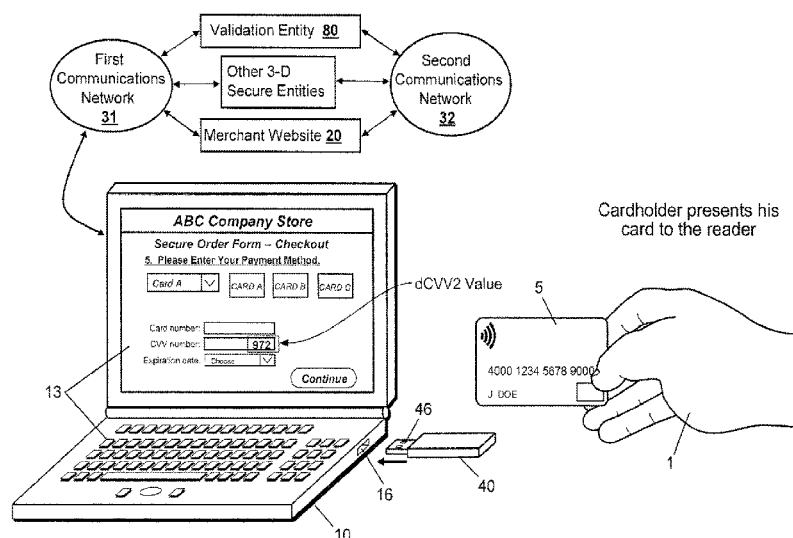 Validation Entity 80
First
Communications
Network
31
Other 3-D
Secure Entities
Second
Communications
Network
32
Merchant Website 20
ABC Company Store
Secure Order Form – Checkout
5. Please Enter Your Payment Method.
Card A
CARD A
CARD B
CARD C
dCVV2 Value
Card number:
CVV number:
972
Expiration date:
Choose
Continue
Cardholder presents his
card to the reader
5
4000 1234 5678 9000
J DOE
13
46
16
40
10
1